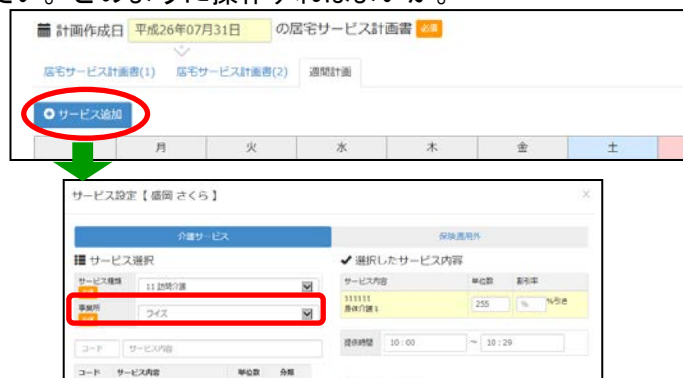 さい。どのように操作すればよいか。
計画作成日 平成26年07月31日 の居宅サービス計画書 必須
居宅サービス計画書(1) 居宅サービス計画書(2) 週間計画
サービス追加
月 火 水 木 金 土
サービス設定【 盛岡 さくら 】 ×
介護サービス 保険適用外
サービス選択 ✔ 選択したサービス内容
サービス種類 11 訪問介護 サービス内容 単位数 割引率
必須 111111 255 % %引き
事業所 ワイズ 身体介護1
必須
コード サービス内容 提供時間 10:00 ~ 10:29
コード サービス内容 単位数 分類